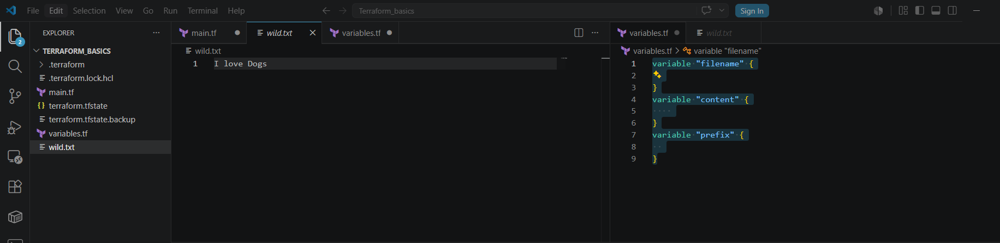 File Edit Selection View Go Run Terminal Help
Terraform_basics
Sign In
2
EXPLORER
TERRAFORM_BASICS
.terraform
.terraform.lock.hcl
main.tf
terraform.tfstate
terraform.tfstate.backup
variables.tf
wild.txt
main.tf
wild.txt
variables.tf
wild.txt
1 I love Dogs
variables.tf
wild.txt
variables.tf > variable "filename"
1 variable "filename" {
2
3 }
4 variable "content" {
5
6 }
7 variable "prefix" {
8
9 }